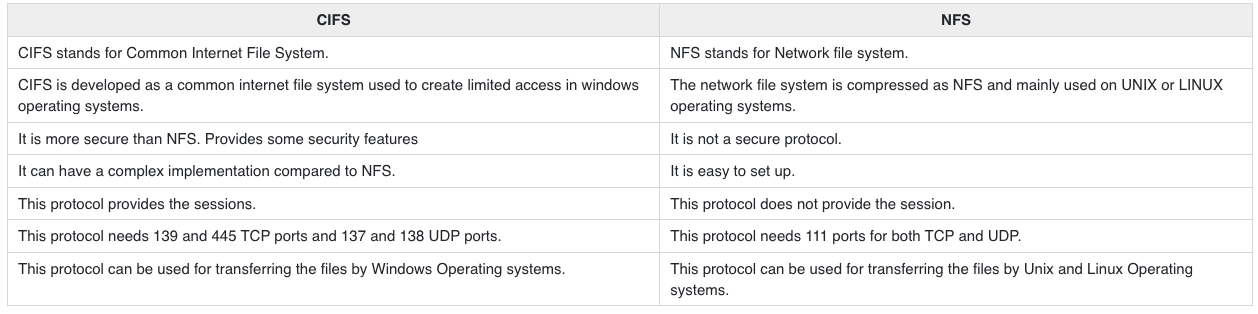 CIFS
NFS
CIFS stands for Common Internet File System.
NFS stands for Network file system.
CIFS is developed as a common internet file system used to create limited access in windows
operating systems.
The network file system is compressed as NFS and mainly used on UNIX or LINUX
operating systems.
It is more secure than NFS. Provides some security features
It is not a secure protocol.
It can have a complex implementation compared to NFS.
It is easy to set up.
This protocol provides the sessions.
This protocol does not provide the session.
This protocol needs 139 and 445 TCP ports and 137 and 138 UDP ports.
This protocol needs 111 ports for both TCP and UDP.
This protocol can be used for transferring the files by Windows Operating systems.
This protocol can be used for transferring the files by Unix and Linux Operating
systems.